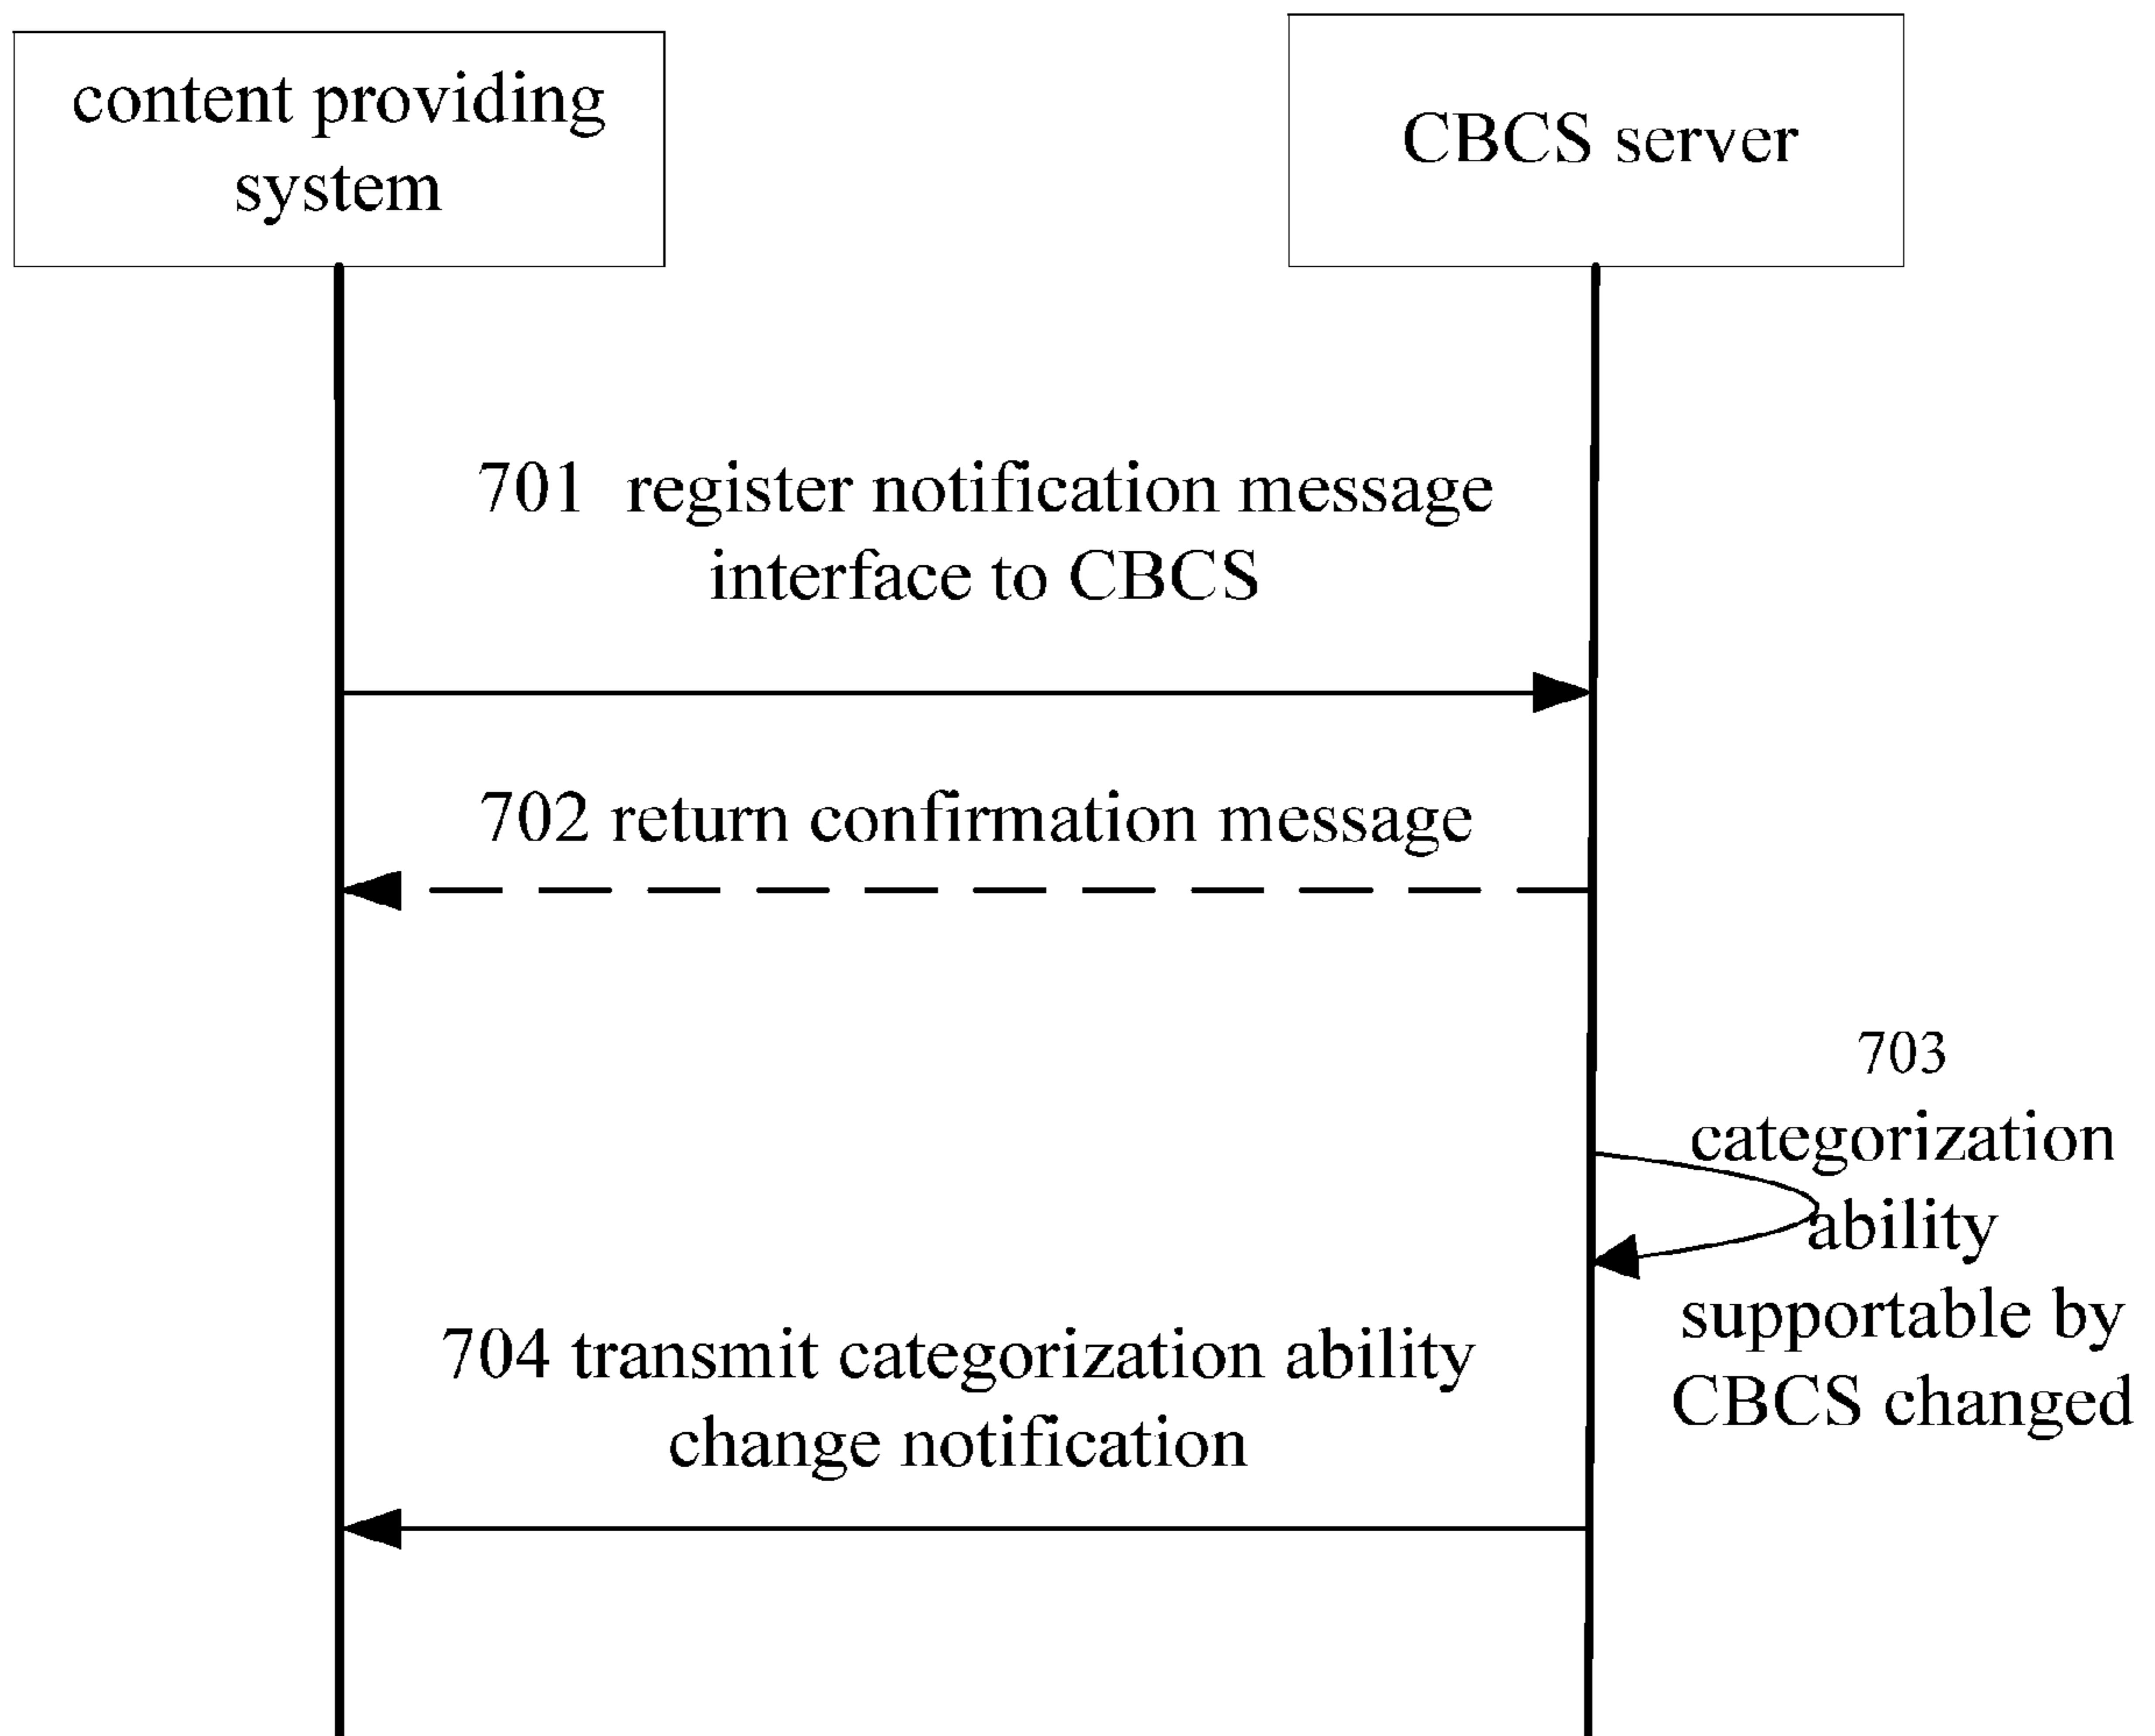 content providing
system
CBCS server
701 register notification message
interface to CBCS
702 return confirmation message
703
categorization
ability
supportable by
CBCS changed
704 transmit categorization ability
change notification